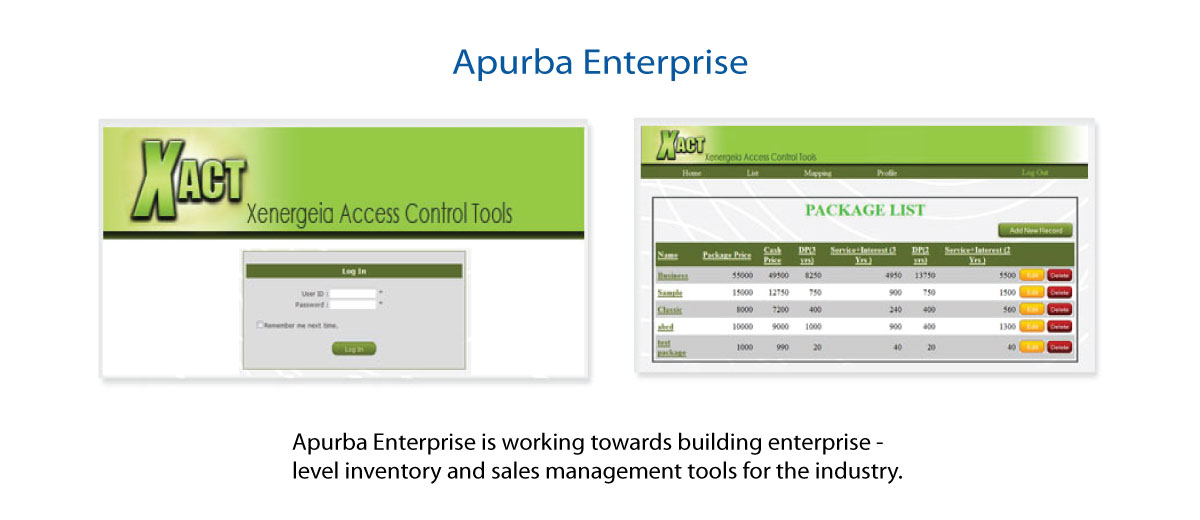 Apurba Enterprise
XACT
Xenergeia Access Control Tools
Log In
User ID : *
Password : *
Remember me next time.
Log In
XACT
Xenergeia Access Control Tools
Home List Mapping Profile Log Out
PACKAGE LIST
Add New Record
Name Package Price Cash Price DP(3 yrs) Service+Interest (3 Yrs.) DP(2 yrs) Service+Interest (2 Yrs.)
Business 55000 49500 8250 4950 13750 5500 Edit Delete
Sample 15000 12750 750 900 750 1500 Edit Delete
Classic 8000 7200 400 240 400 560 Edit Delete
abcd 10000 9000 1000 900 400 1300 Edit Delete
test package 1000 990 20 40 20 40 Edit Delete
Apurba Enterprise is working towards building enterprise -
level inventory and sales management tools for the industry.